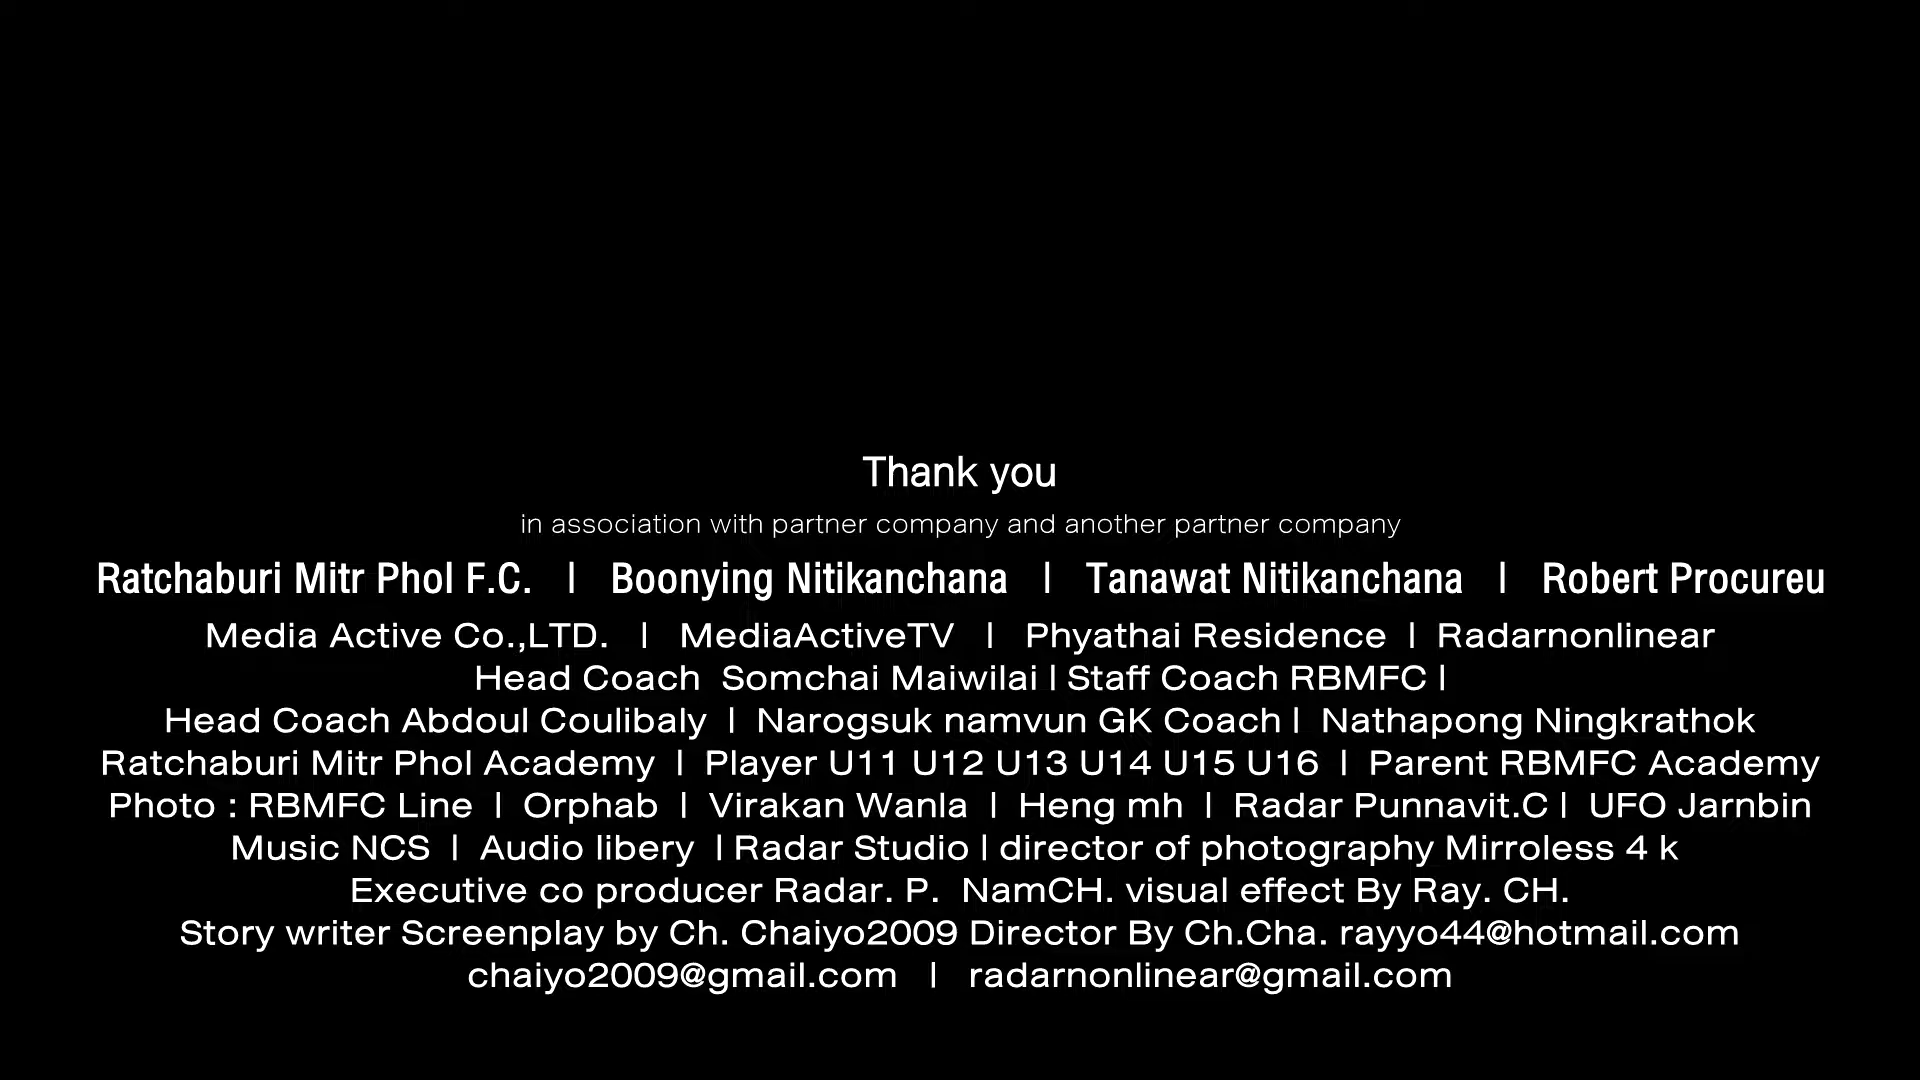 Thank you
in association with partner company and another partner company
Ratchaburi Mitr Phol F.C. | Boonying Nitikanchana | Tanawat Nitikanchana | Robert Procureu
Media Active Co.,LTD. | MediaActiveTV | Phyathai Residence | Radarnonlinear
Head Coach Somchai Maiwilai | Staff Coach RBMFC |
Head Coach Abdoul Coulibaly | Narogsuk namvun GK Coach | Nathapong Ningkrathok
Ratchaburi Mitr Phol Academy | Player U11 U12 U13 U14 U15 U16 | Parent RBMFC Academy
Photo : RBMFC Line | Orphab | Virakan Wanla | Heng mh | Radar Punnavit.C | UFO Jarnbin
Music NCS | Audio libery | Radar Studio | director of photography Mirroless 4 k
Executive co producer Radar. P. NamCH. visual effect By Ray. CH.
Story writer Screenplay by Ch. Chaiyo2009 Director By Ch.Cha. rayyo44@hotmail.com
chaiyo2009@gmail.com | radarnonlinear@gmail.com